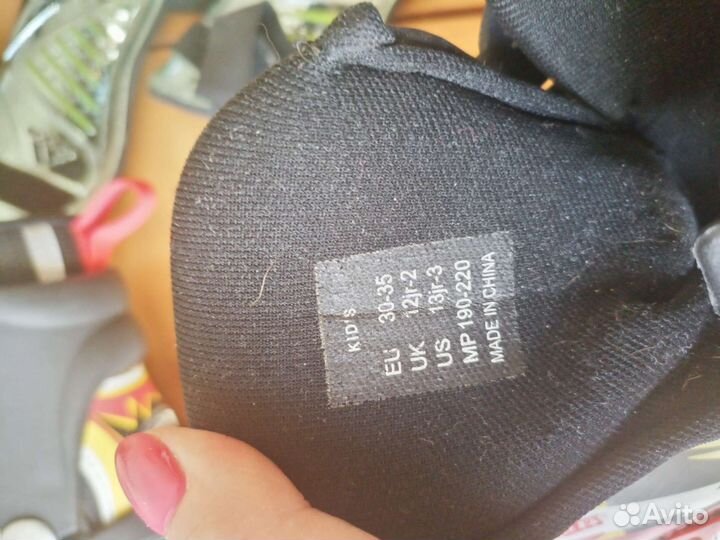 KID'S
EU 30-35
UK 12jr-2
US 13jr-3
MP 190-220
MADE IN CHINA
Avito